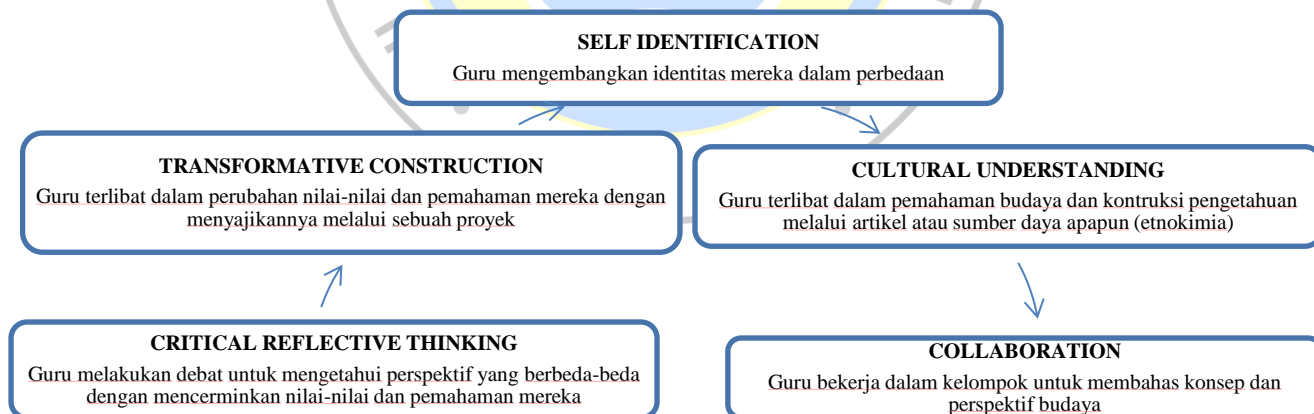 SELF IDENTIFICATION
Guru mengembangkan identitas mereka dalam perbedaan
TRANSFORMATIVE CONSTRUCTION
Guru terlibat dalam perubahan nilai-nilai dan pemahaman mereka dengan
menyajikannya melalui sebuah proyek
CULTURAL UNDERSTANDING
Guru terlibat dalam pemahaman budaya dan kontruksi pengetahuan
melalui artikel atau sumber daya apapun (etnokimia)
CRITICAL REFLECTIVE THINKING
Guru melakukan debat untuk mengetahui perspektif yang berbeda-beda
dengan mencerminkan nilai-nilai dan pemahaman mereka
COLLABORATION
Guru bekerja dalam kelompok untuk membahas konsep dan
perspektif budaya